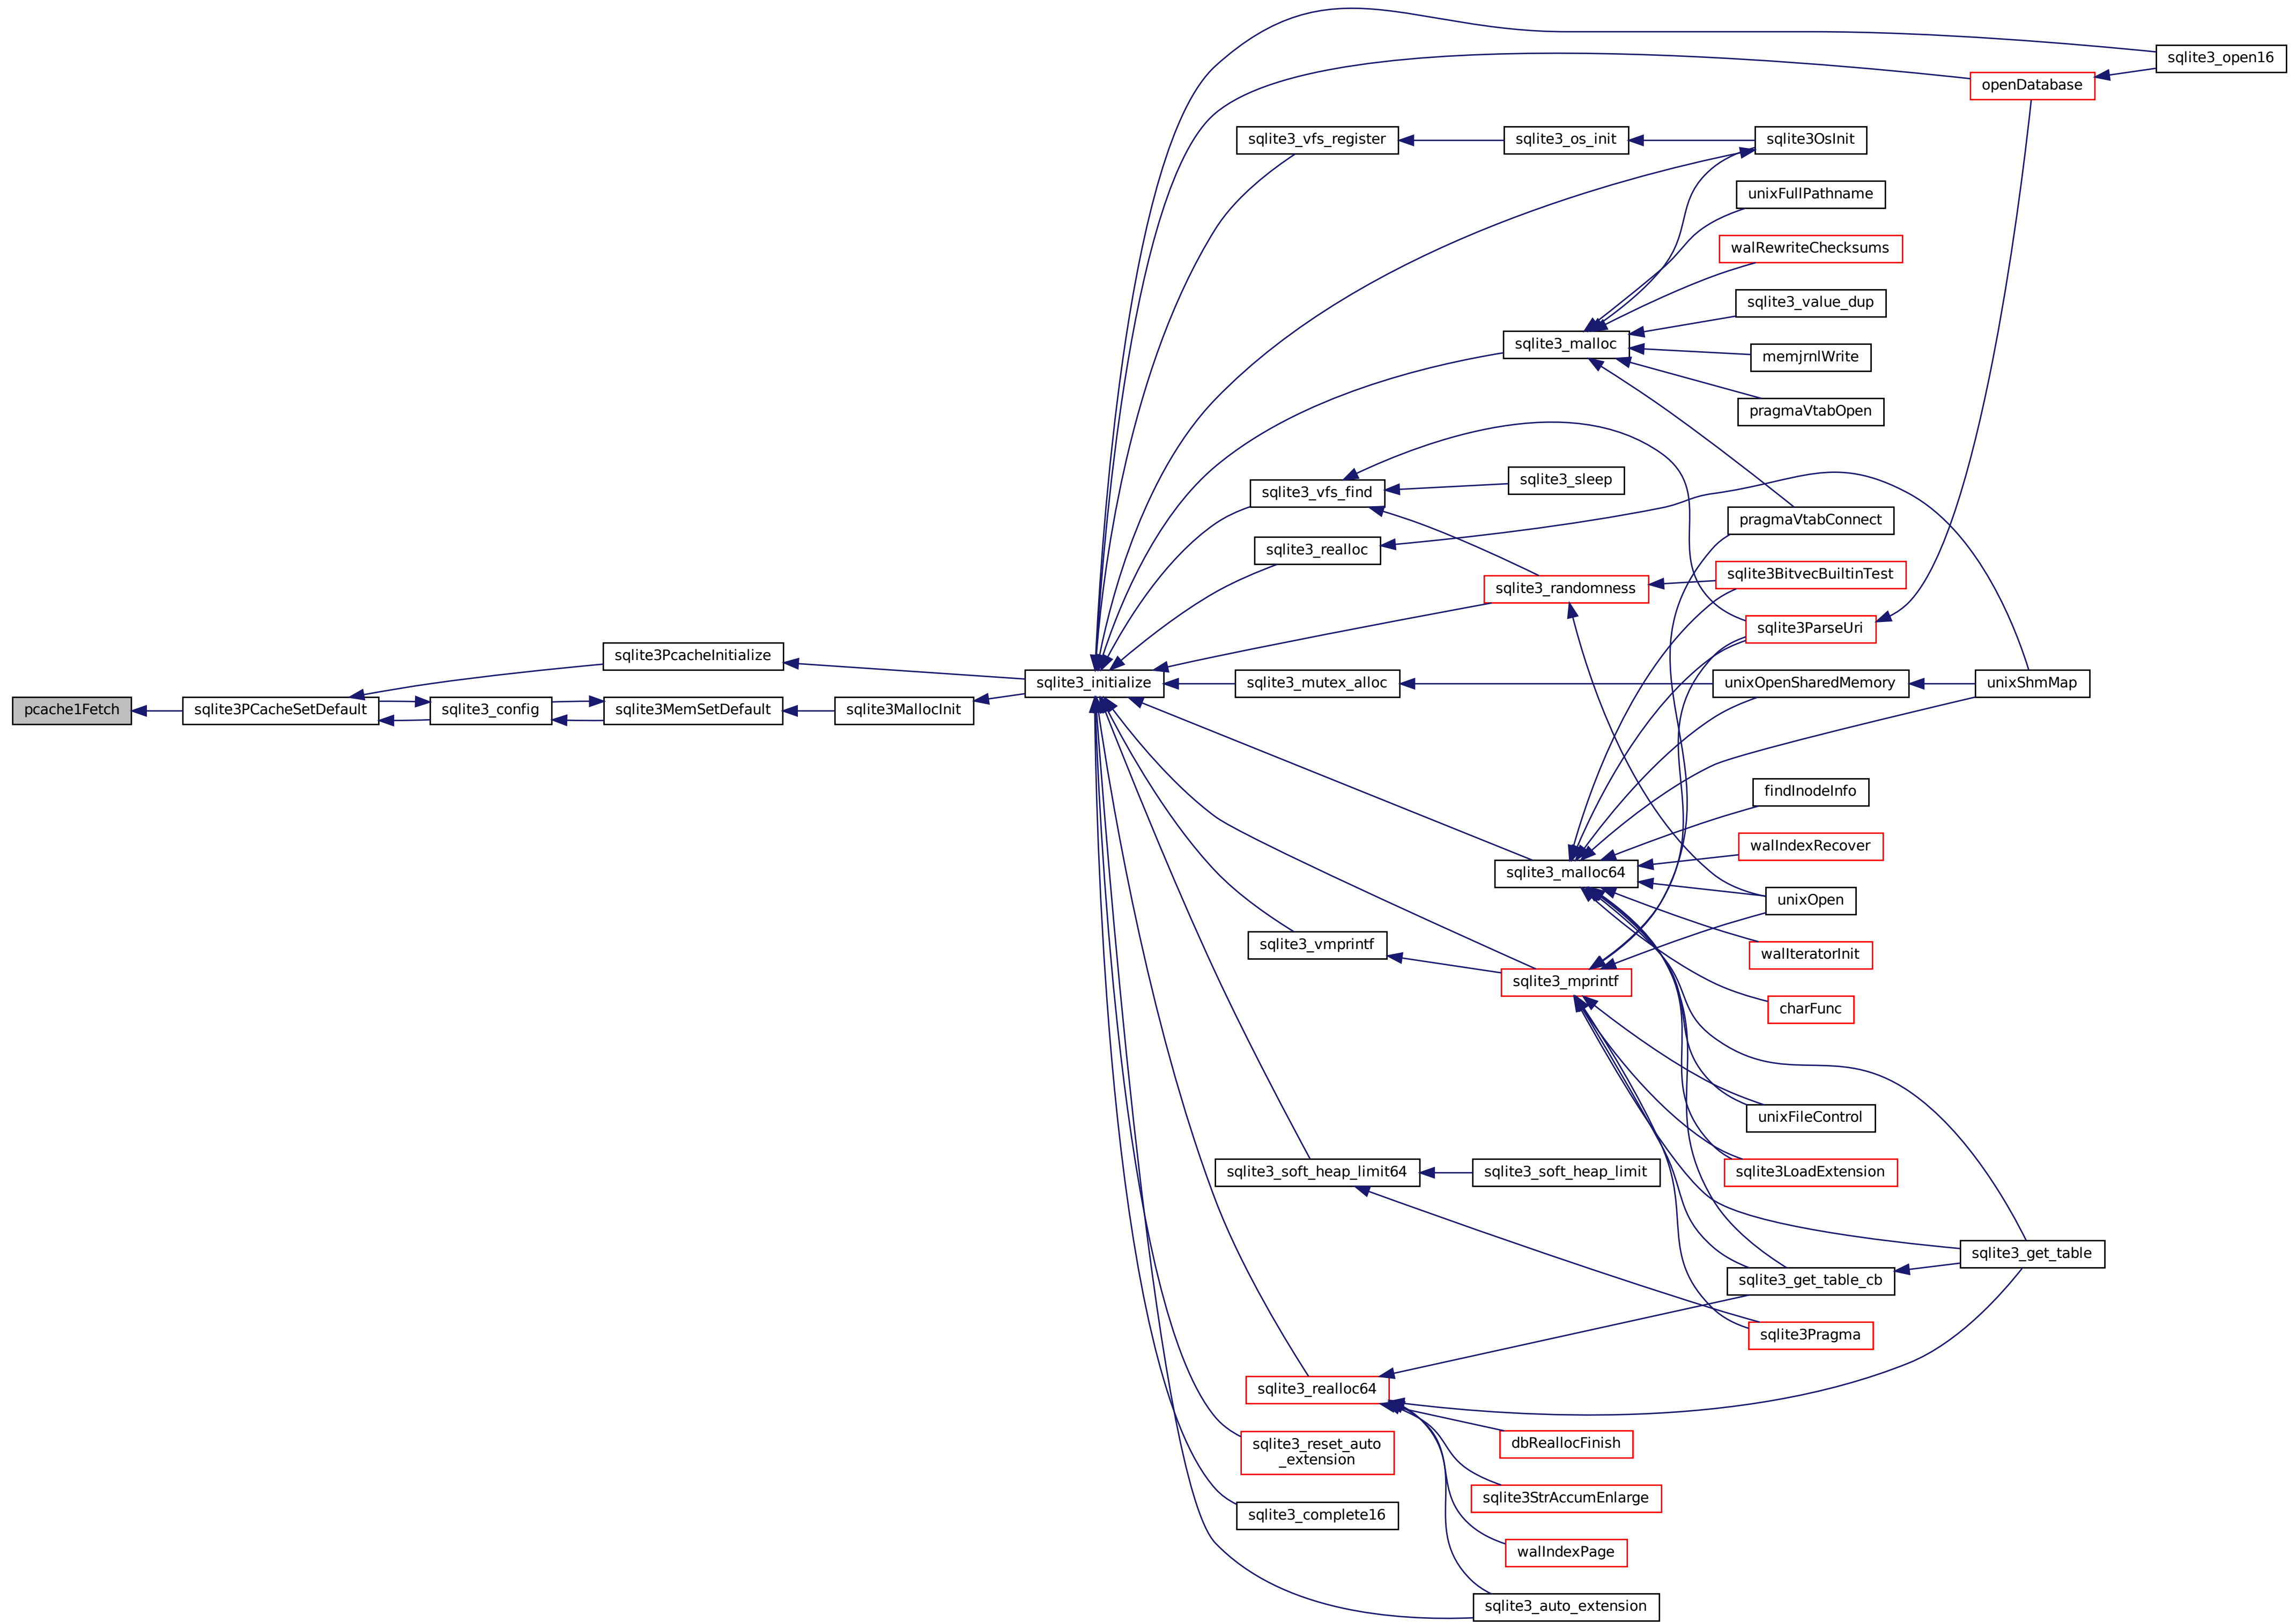 sqlite3_open16
openDatabase
sqlite3_vfs_register
sqlite3_os_init
sqlite3OsInit
unixFullPathname
walRewriteChecksums
sqlite3_value_dup
sqlite3_malloc
memjrnlWrite
pragmaVtabOpen
sqlite3_vfs_find
sqlite3_sleep
pragmaVtabConnect
sqlite3_realloc
sqlite3BitvecBuiltinTest
sqlite3_randomness
sqlite3ParseUri
sqlite3PcacheInitialize
sqlite3_initialize
sqlite3_mutex_alloc
unixOpenSharedMemory
unixShmMap
pcache1Fetch
sqlite3PCacheSetDefault
sqlite3_config
sqlite3MemSetDefault
sqlite3MallocInit
findInodeInfo
walIndexRecover
sqlite3_malloc64
unixOpen
sqlite3_vmprintf
walIteratorInit
sqlite3_mprintf
charFunc
unixFileControl
sqlite3_soft_heap_limit64
sqlite3_soft_heap_limit
sqlite3LoadExtension
sqlite3_get_table
sqlite3_get_table_cb
sqlite3Pragma
sqlite3_realloc64
sqlite3_reset_auto
_extension
dbReallocFinish
sqlite3StrAccumEnlarge
sqlite3_complete16
walIndexPage
sqlite3_auto_extension